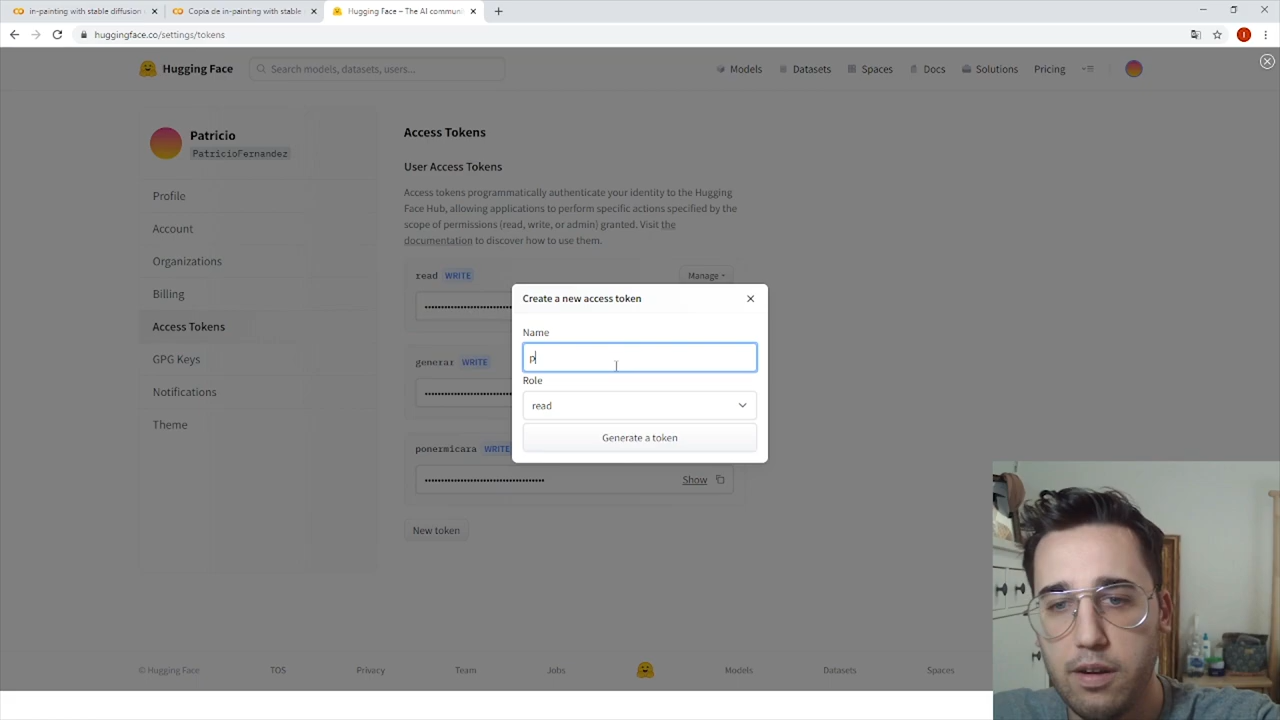 in-painting with stable diffusion
Copia de in-painting with stable
Hugging Face – The AI commun
huggingface.co/settings/tokens
Hugging Face
Search models, datasets, users...
Models
Datasets
Spaces
Docs
Solutions
Pricing
Patricio
PatricioFernandez
Profile
Account
Organizations
Billing
Access Tokens
GPG Keys
Notifications
Theme
Access Tokens
User Access Tokens
Access tokens programmatically authenticate your identity to the Hugging
Face Hub, allowing applications to perform specific actions specified by the
scope of permissions (read, write, or admin) granted. Visit the
documentation to discover how to use them.
read WRITE
Manage
generar WRITE
ponermicara WRITE
Show
New token
Create a new access token
Name
p
Role
read
Generate a token
© Hugging Face
TOS
Privacy
Team
Jobs
Models
Datasets
Spaces